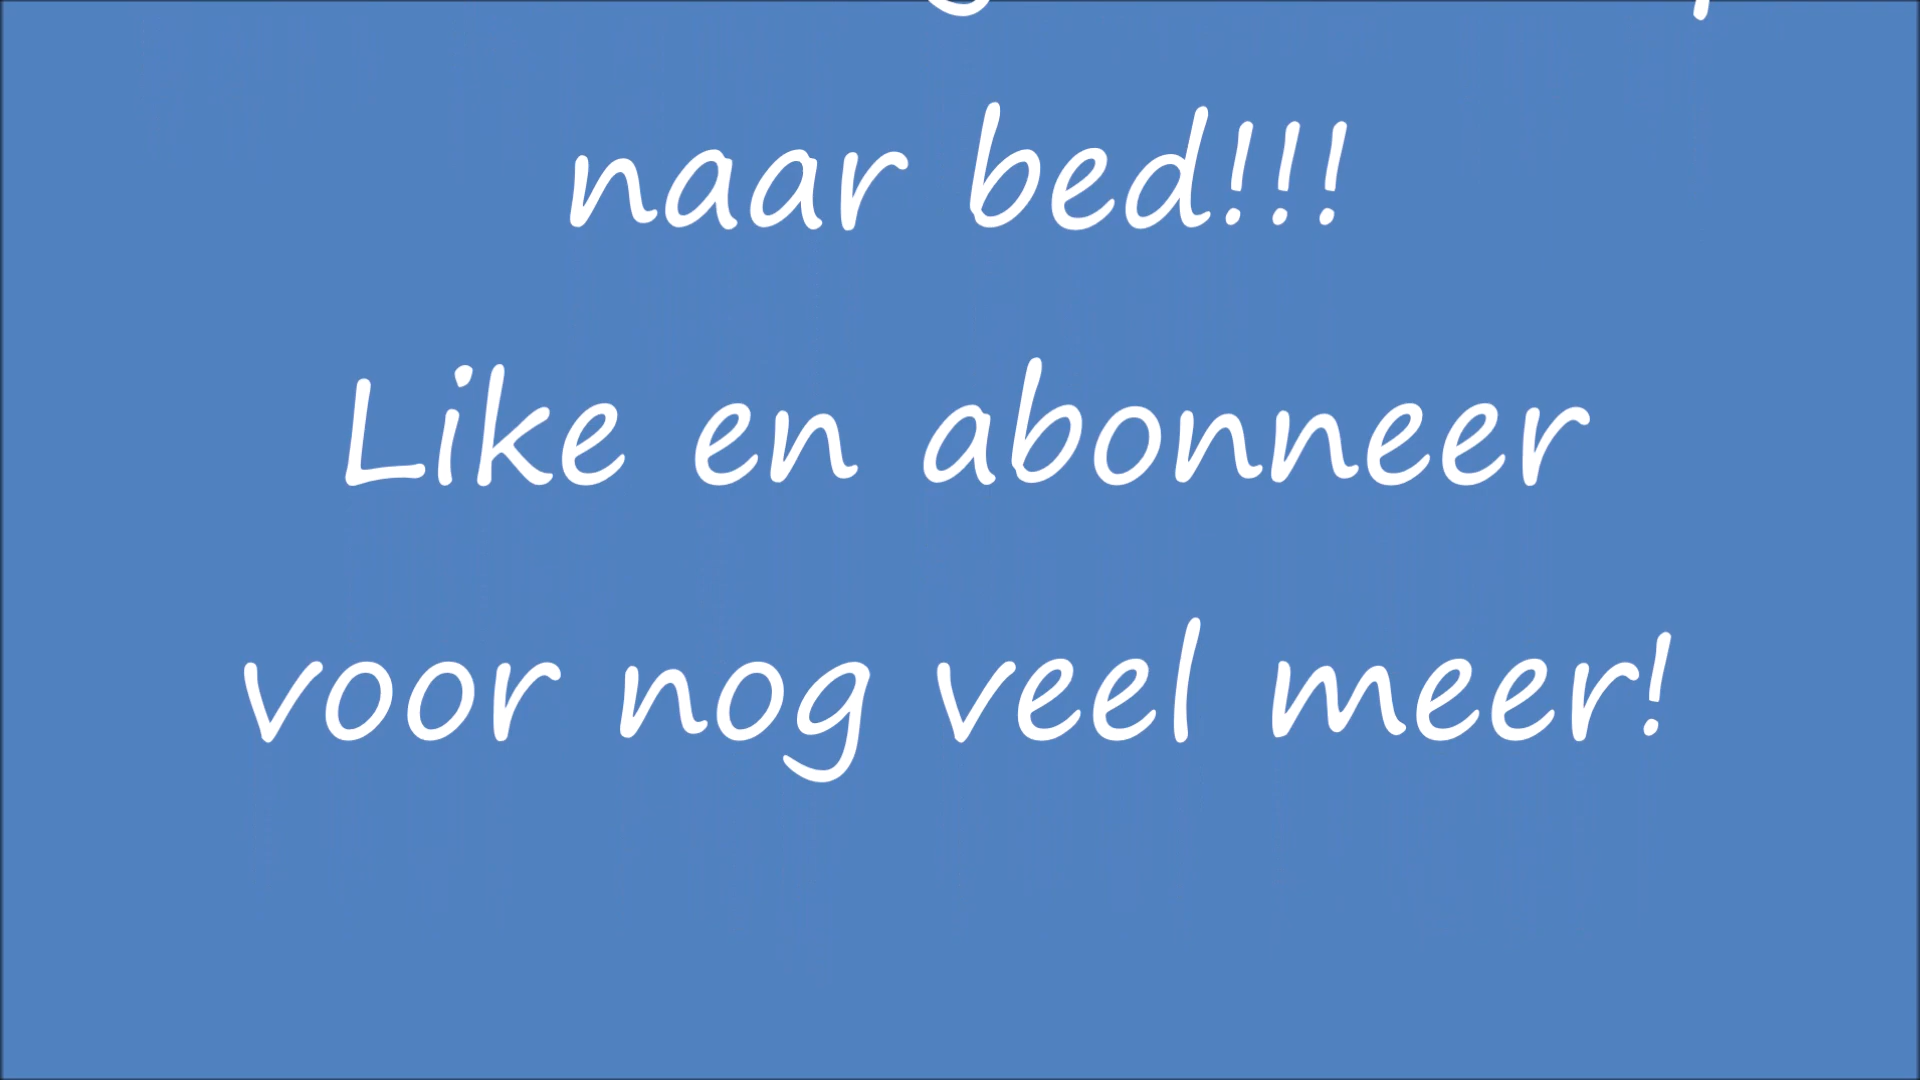 naar bed!!!
Like en abonneer
voor nog veel meer!